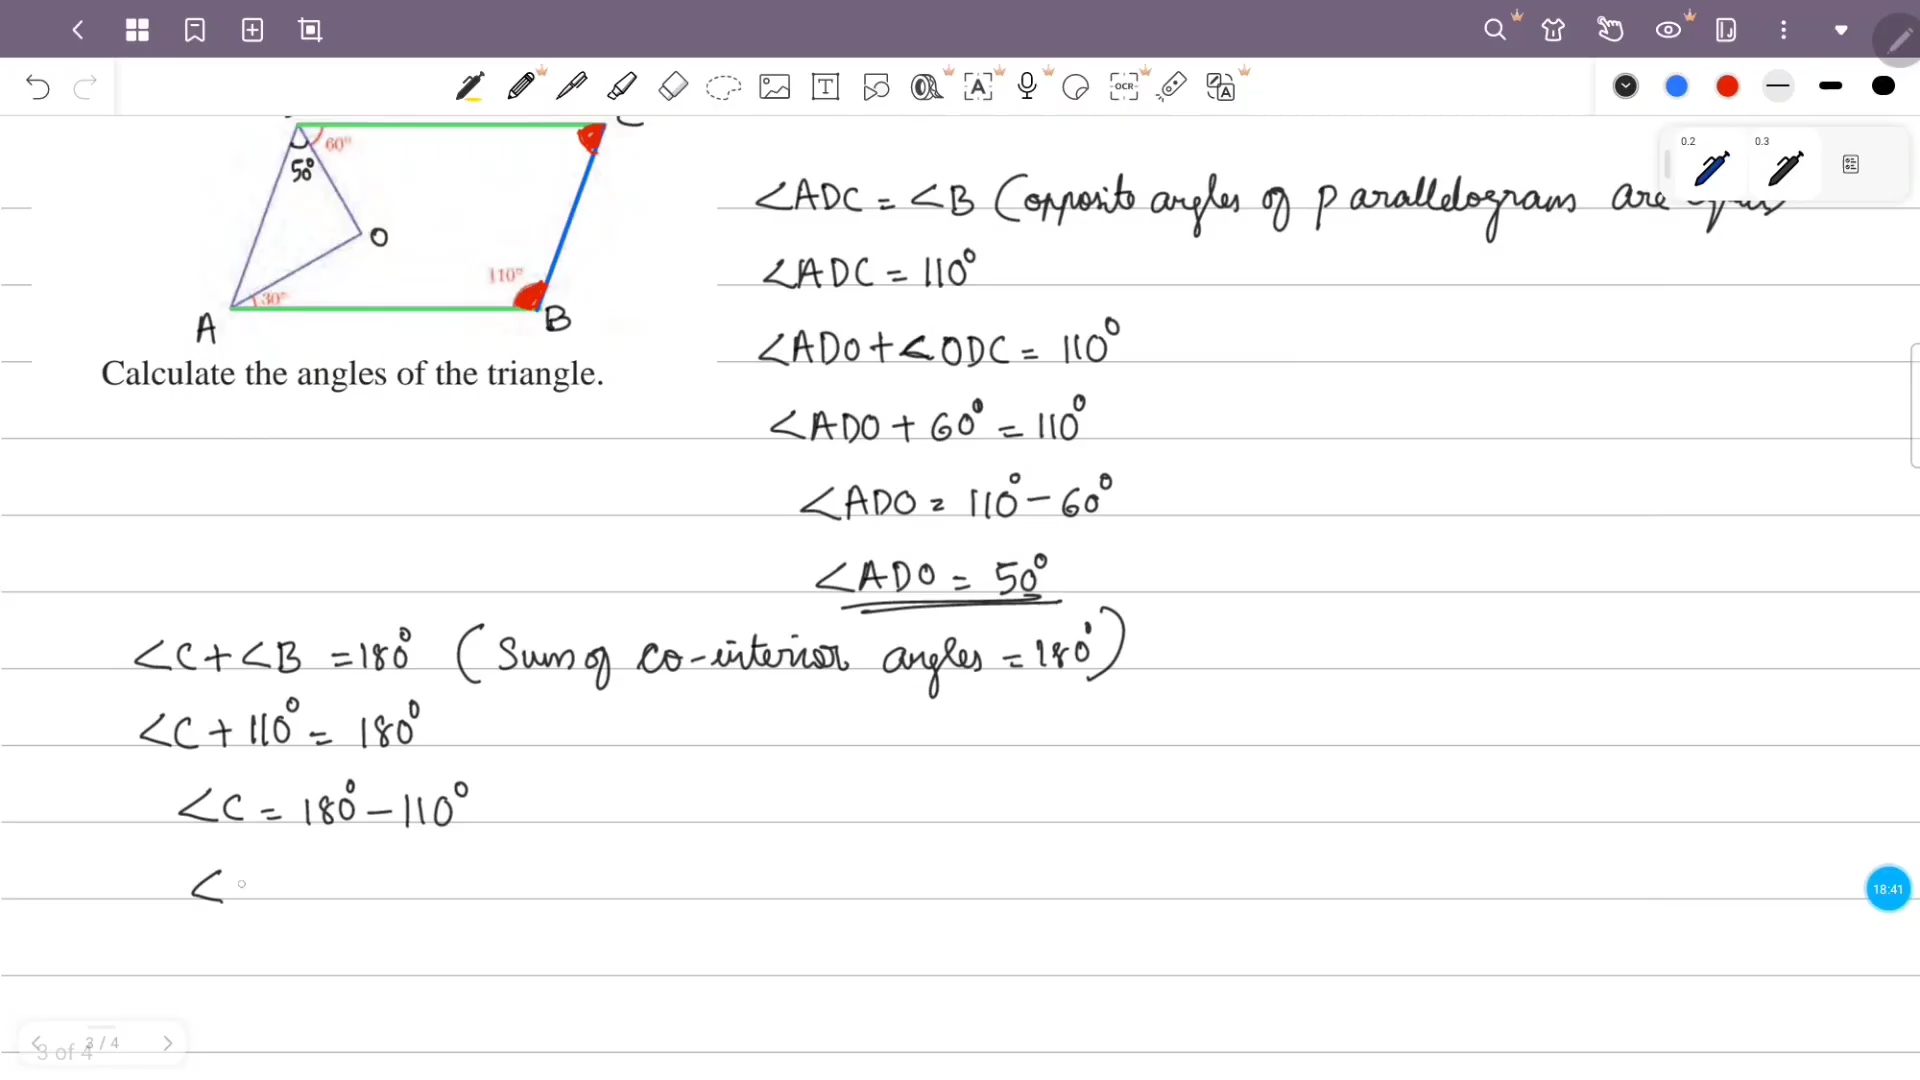 OCR
0.2
0.3
60°
50°
O
110°
30°
A
B
Calculate the angles of the triangle.
∠ADC = ∠B (opposite angles of parallelograms are
∠ADC = 110°
∠ADO + ∠ODC = 110°
∠ADO + 60° = 110°
∠ADO = 110° - 60°
∠ADO = 50°
∠C + ∠B = 180° (Sum of co-interior angles = 180°)
∠C + 110° = 180°
∠C = 180° - 110°
∠
18:41
3 / 4
3 of 4